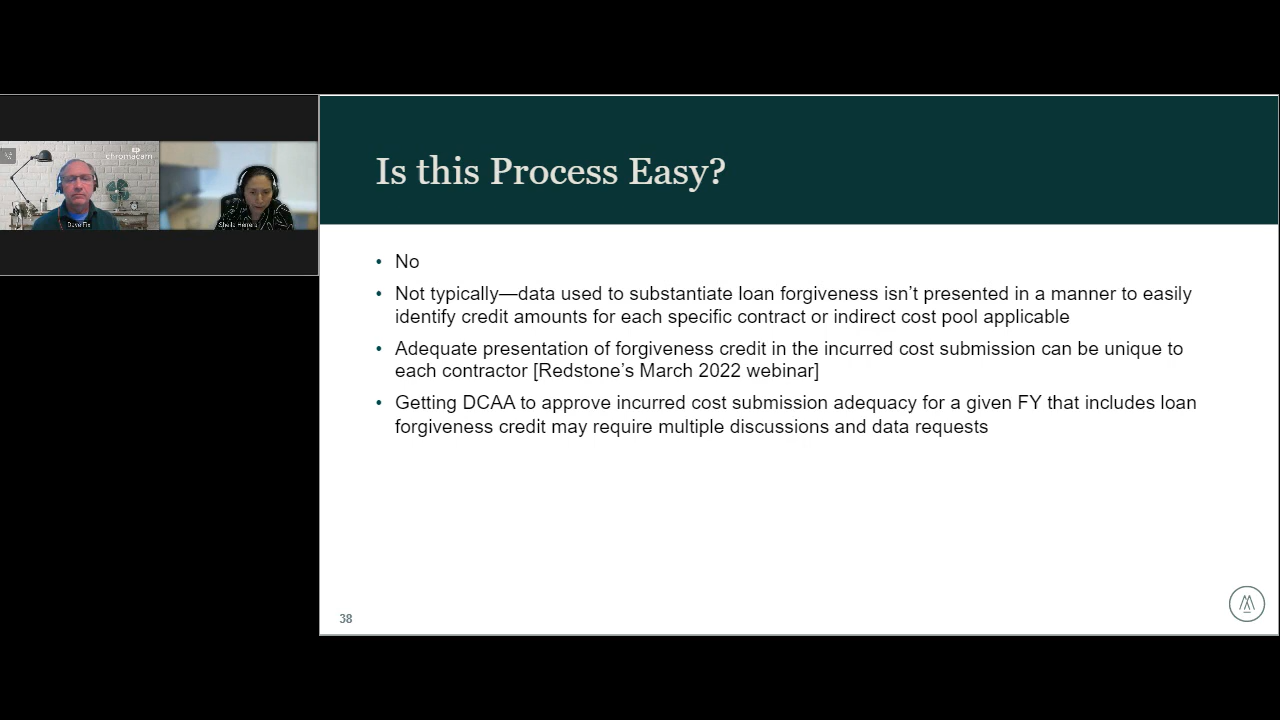 chromacam
Dave Fix
Sheila Herrera
Is this Process Easy?
• No
• Not typically—data used to substantiate loan forgiveness isn’t presented in a manner to easily
identify credit amounts for each specific contract or indirect cost pool applicable
• Adequate presentation of forgiveness credit in the incurred cost submission can be unique to
each contractor [Redstone’s March 2022 webinar]
• Getting DCAA to approve incurred cost submission adequacy for a given FY that includes loan
forgiveness credit may require multiple discussions and data requests
38